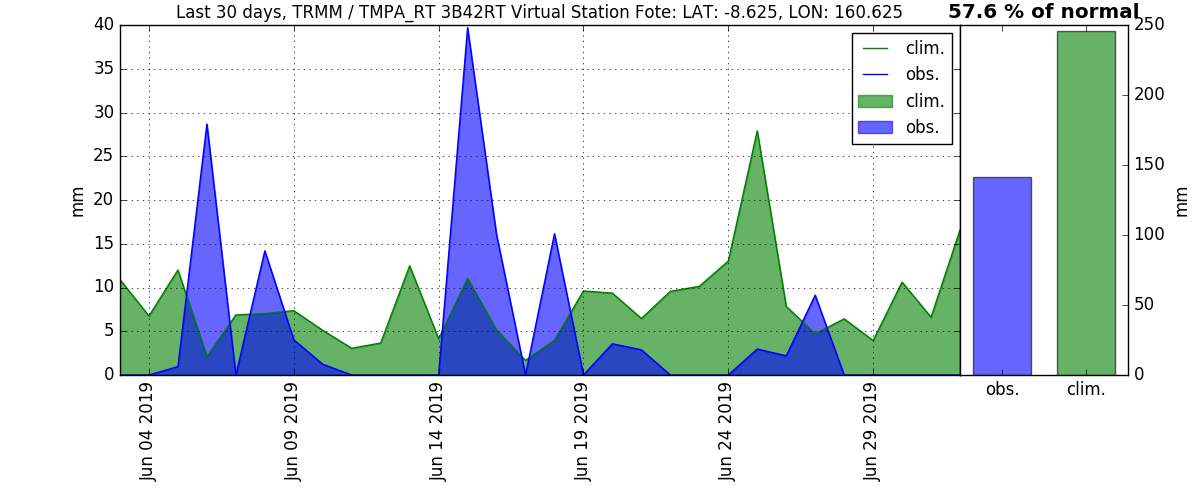 Last 30 days, TRMM / TMPA_RT 3B42RT Virtual Station Fote: LAT: -8.625, LON: 160.625
57.6 % of normal
40
35
30
25
20
15
10
5
0
mm
clim.
obs.
clim.
obs.
Jun 04 2019
Jun 09 2019
Jun 14 2019
Jun 19 2019
Jun 24 2019
Jun 29 2019
250
200
150
100
50
0
mm
obs.
clim.